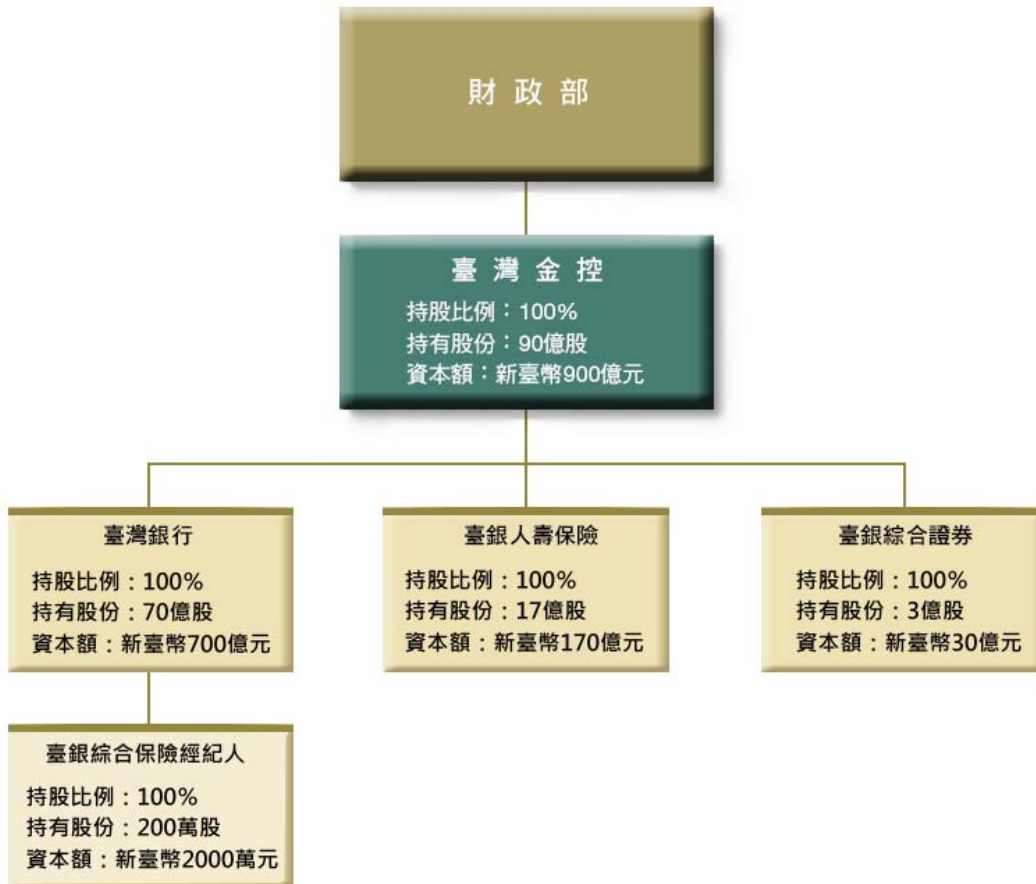 財政部
臺灣金控
持股比例：100%
持有股份：90億股
資本額：新臺幣900億元
臺灣銀行
持股比例：100%
持有股份：70億股
資本額：新臺幣700億元
臺銀人壽保險
持股比例：100%
持有股份：17億股
資本額：新臺幣170億元
臺銀綜合證券
持股比例：100%
持有股份：3億股
資本額：新臺幣30億元
臺銀綜合保險經紀人
持股比例：100%
持有股份：200萬股
資本額：新臺幣2000萬元